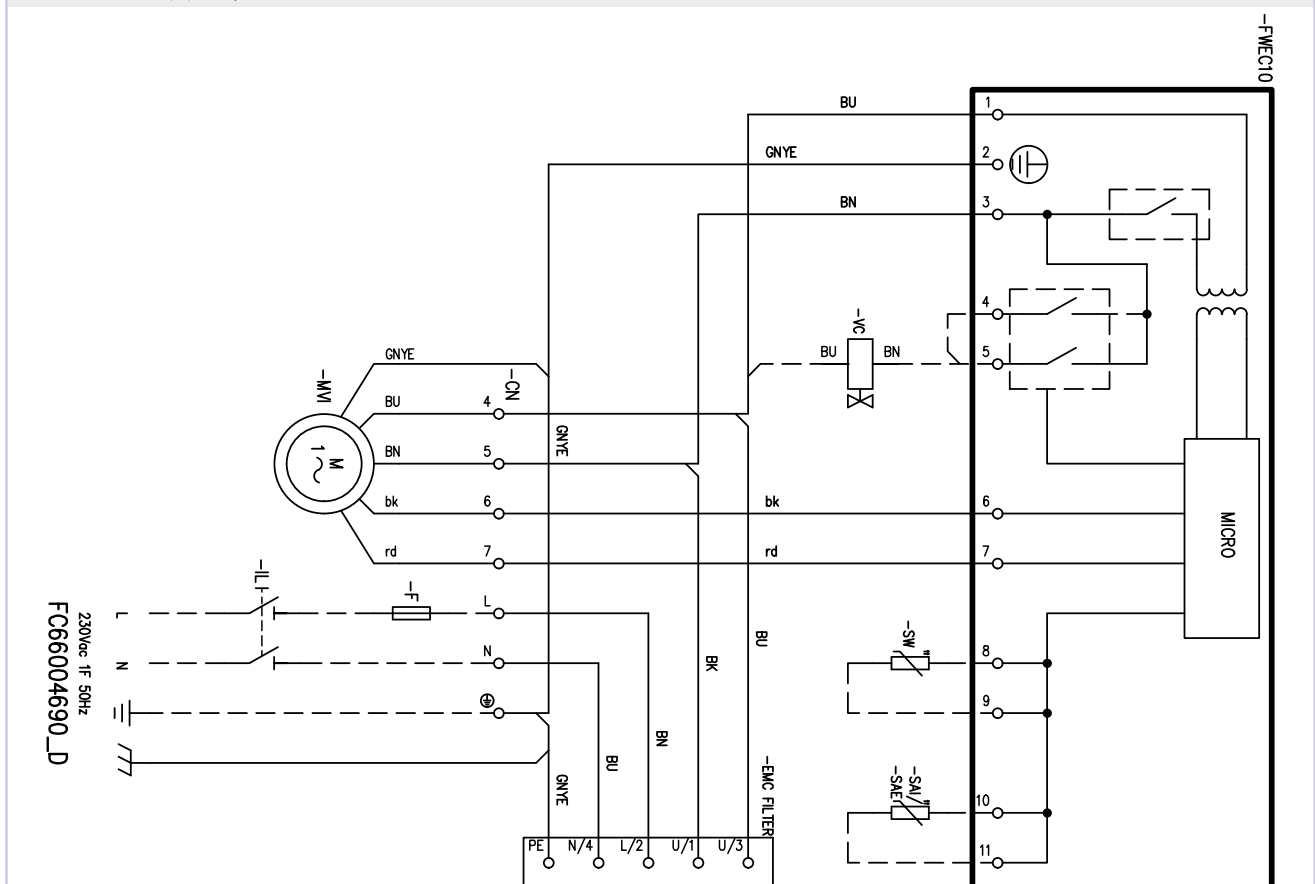 -FWEC10
BU
1
GNYE
2
BN
3
4
-VC
BU
BN
5
GNYE
-MVI
-CN
BU
4
BN
5
GNYE
M
1~
bk
6
bk
6
rd
7
rd
7
MICRO
-IL
-F
L
L
N
N
230Vac 1F 50Hz
FC66004690_D
-SW
8
9
BU
BK
BN
BU
GNYE
-EMC FILTER
-SAI/
-SAE
10
11
PE
N/4
L/2
U/1
U/3